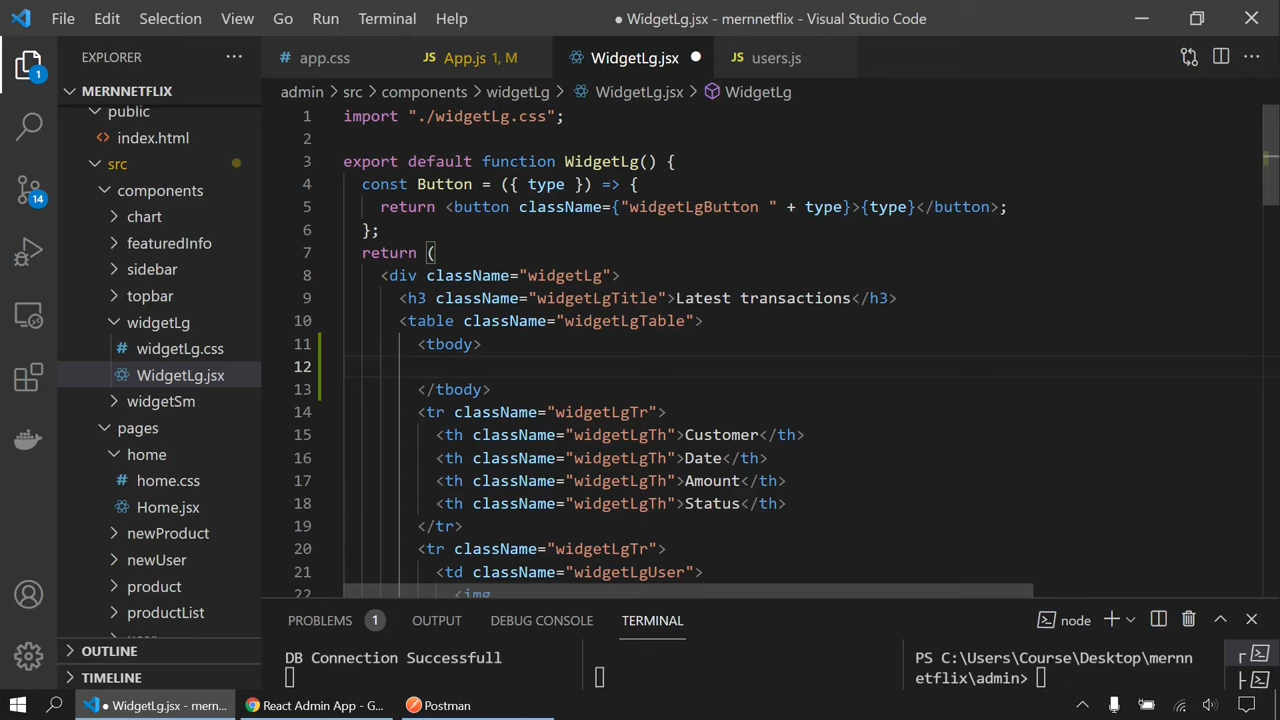 File Edit Selection View Go Run Terminal Help
● WidgetLg.jsx - mernnetflix - Visual Studio Code
EXPLORER
app.css
JS App.js 1, M
WidgetLg.jsx
JS users.js
admin > src > components > widgetLg > WidgetLg.jsx > WidgetLg
1
14
MERNNETFLIX
public
<> index.html
src
components
chart
featuredInfo
sidebar
topbar
widgetLg
# widgetLg.css
WidgetLg.jsx
widgetSm
pages
home
# home.css
Home.jsx
newProduct
newUser
product
productList
OUTLINE
TIMELINE
1 import "./widgetLg.css";
2
3 export default function WidgetLg() {
4 const Button = ({ type }) => {
5 return <button className={"widgetLgButton " + type}>{type}</button>;
6 };
7 return (
8 <div className="widgetLg">
9 <h3 className="widgetLgTitle">Latest transactions</h3>
10 <table className="widgetLgTable">
11 <tbody>
12
13 </tbody>
14 <tr className="widgetLgTr">
15 <th className="widgetLgTh">Customer</th>
16 <th className="widgetLgTh">Date</th>
17 <th className="widgetLgTh">Amount</th>
18 <th className="widgetLgTh">Status</th>
19 </tr>
20 <tr className="widgetLgTr">
21 <td className="widgetLgUser">
22 <img
PROBLEMS 1 OUTPUT DEBUG CONSOLE TERMINAL
node
DB Connection Successfull
PS C:\Users\Course\Desktop\mernn
etflix\admin>
● WidgetLg.jsx - mern...
React Admin App - G...
Postman